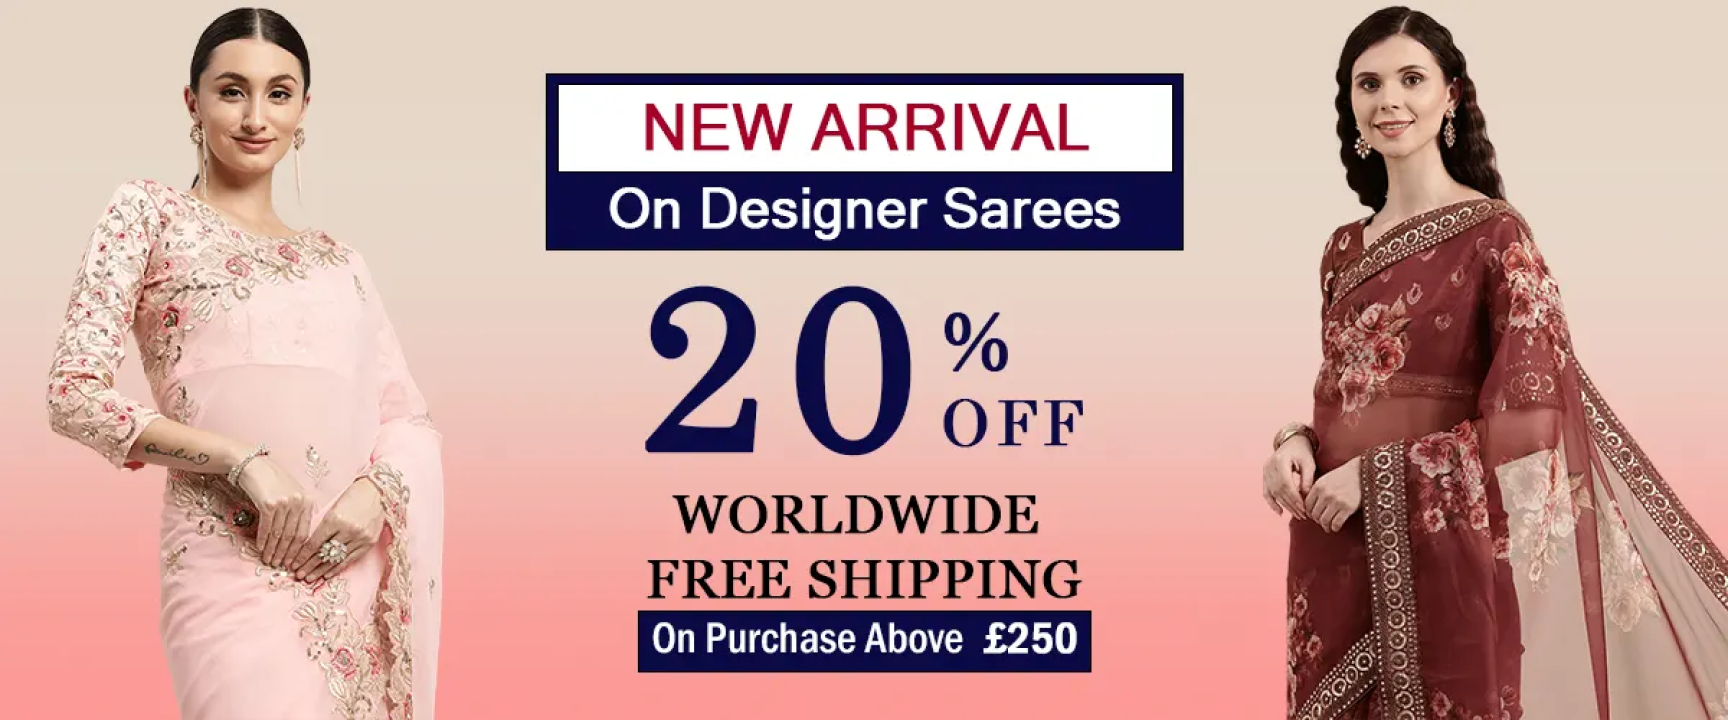 NEW ARRIVAL
On Designer Sarees
20 % OFF
WORLDWIDE
FREE SHIPPING
On Purchase Above £250